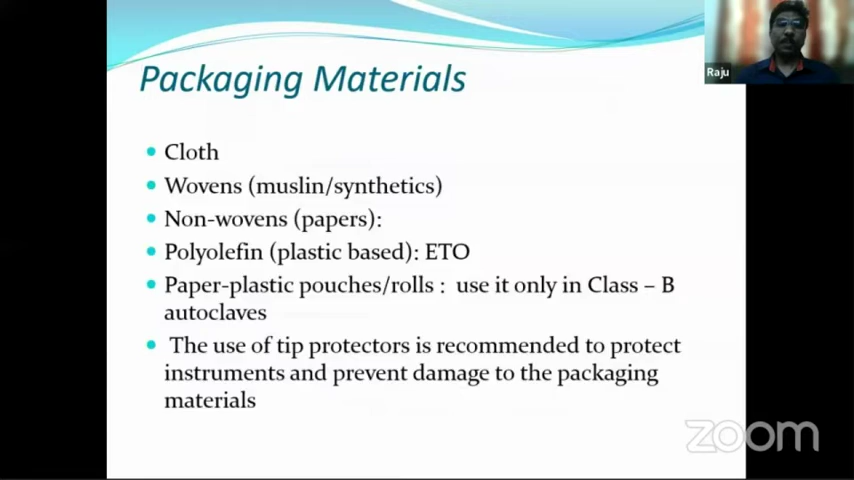 Packaging Materials
Raju
• Cloth
• Wovens (muslin/synthetics)
• Non-wovens (papers):
• Polyolefin (plastic based): ETO
• Paper-plastic pouches/rolls :  use it only in Class – B
autoclaves
• The use of tip protectors is recommended to protect
instruments and prevent damage to the packaging
materials
zoom